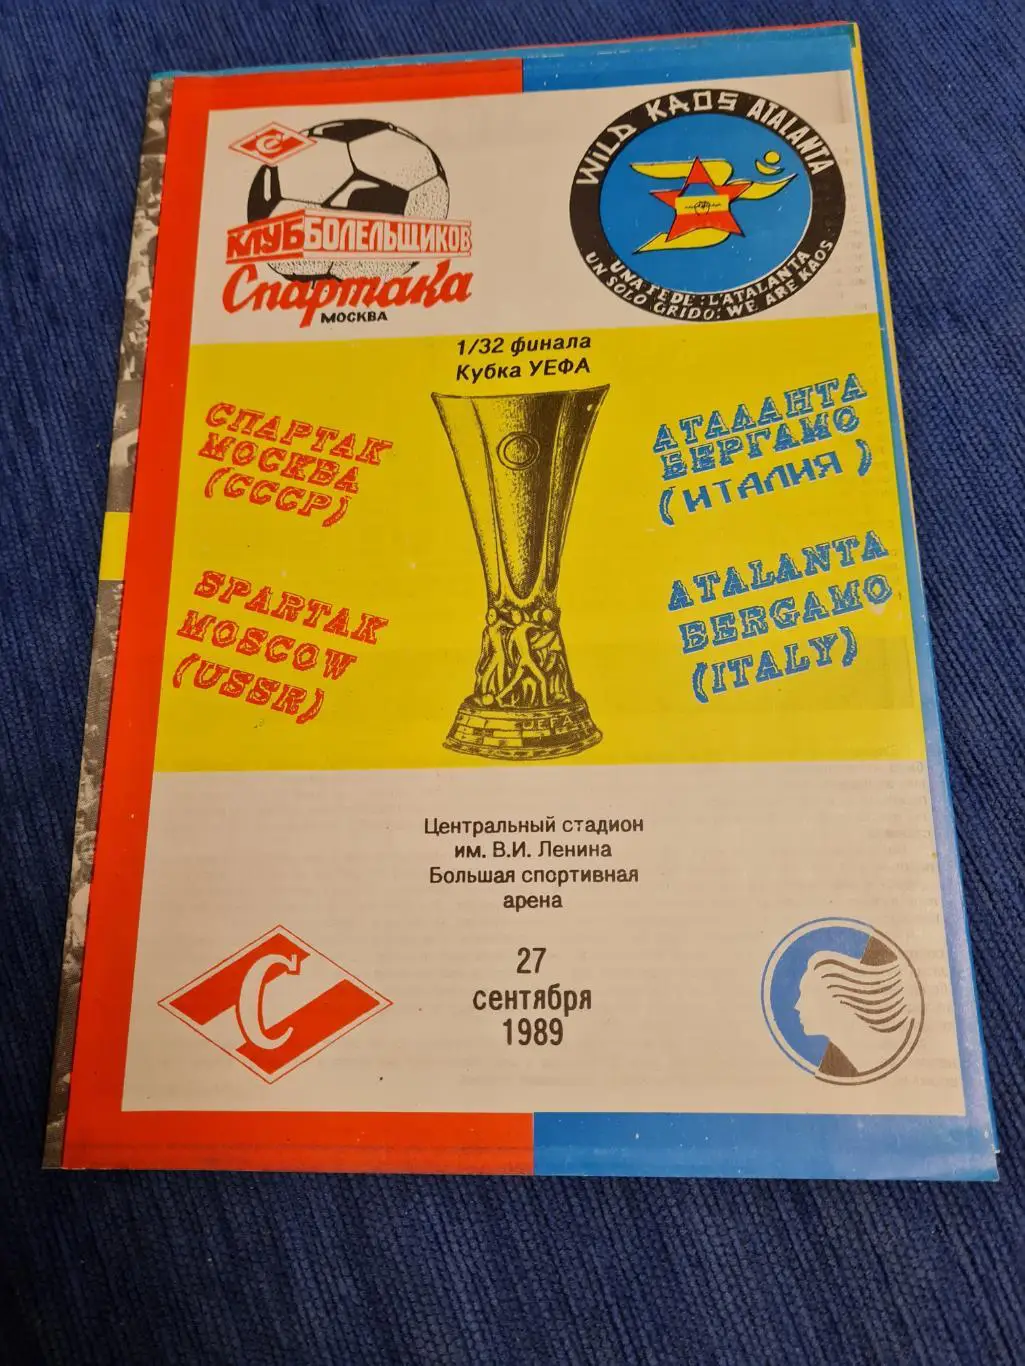 С
КЛУБ БОЛЕЛЬЩИКОВ
Спартака
МОСКВА
WILD KAOS ATALANTA
UNA FEDE: L'ATALANTA
UN SOLO GRIDO: WE ARE KAOS
1/32 финала
Кубка УЕФА
СПАРТАК
МОСКВА
(СССР)
АТАЛАНТА
БЕРГАМО
(ИТАЛИЯ)
SPARTAK
MOSCOW
(USSR)
ATALANTA
BERGAMO
(ITALY)
UEFA
Центральный стадион
им. В.И. Ленина
Большая спортивная
арена
27
сентября
1989
С